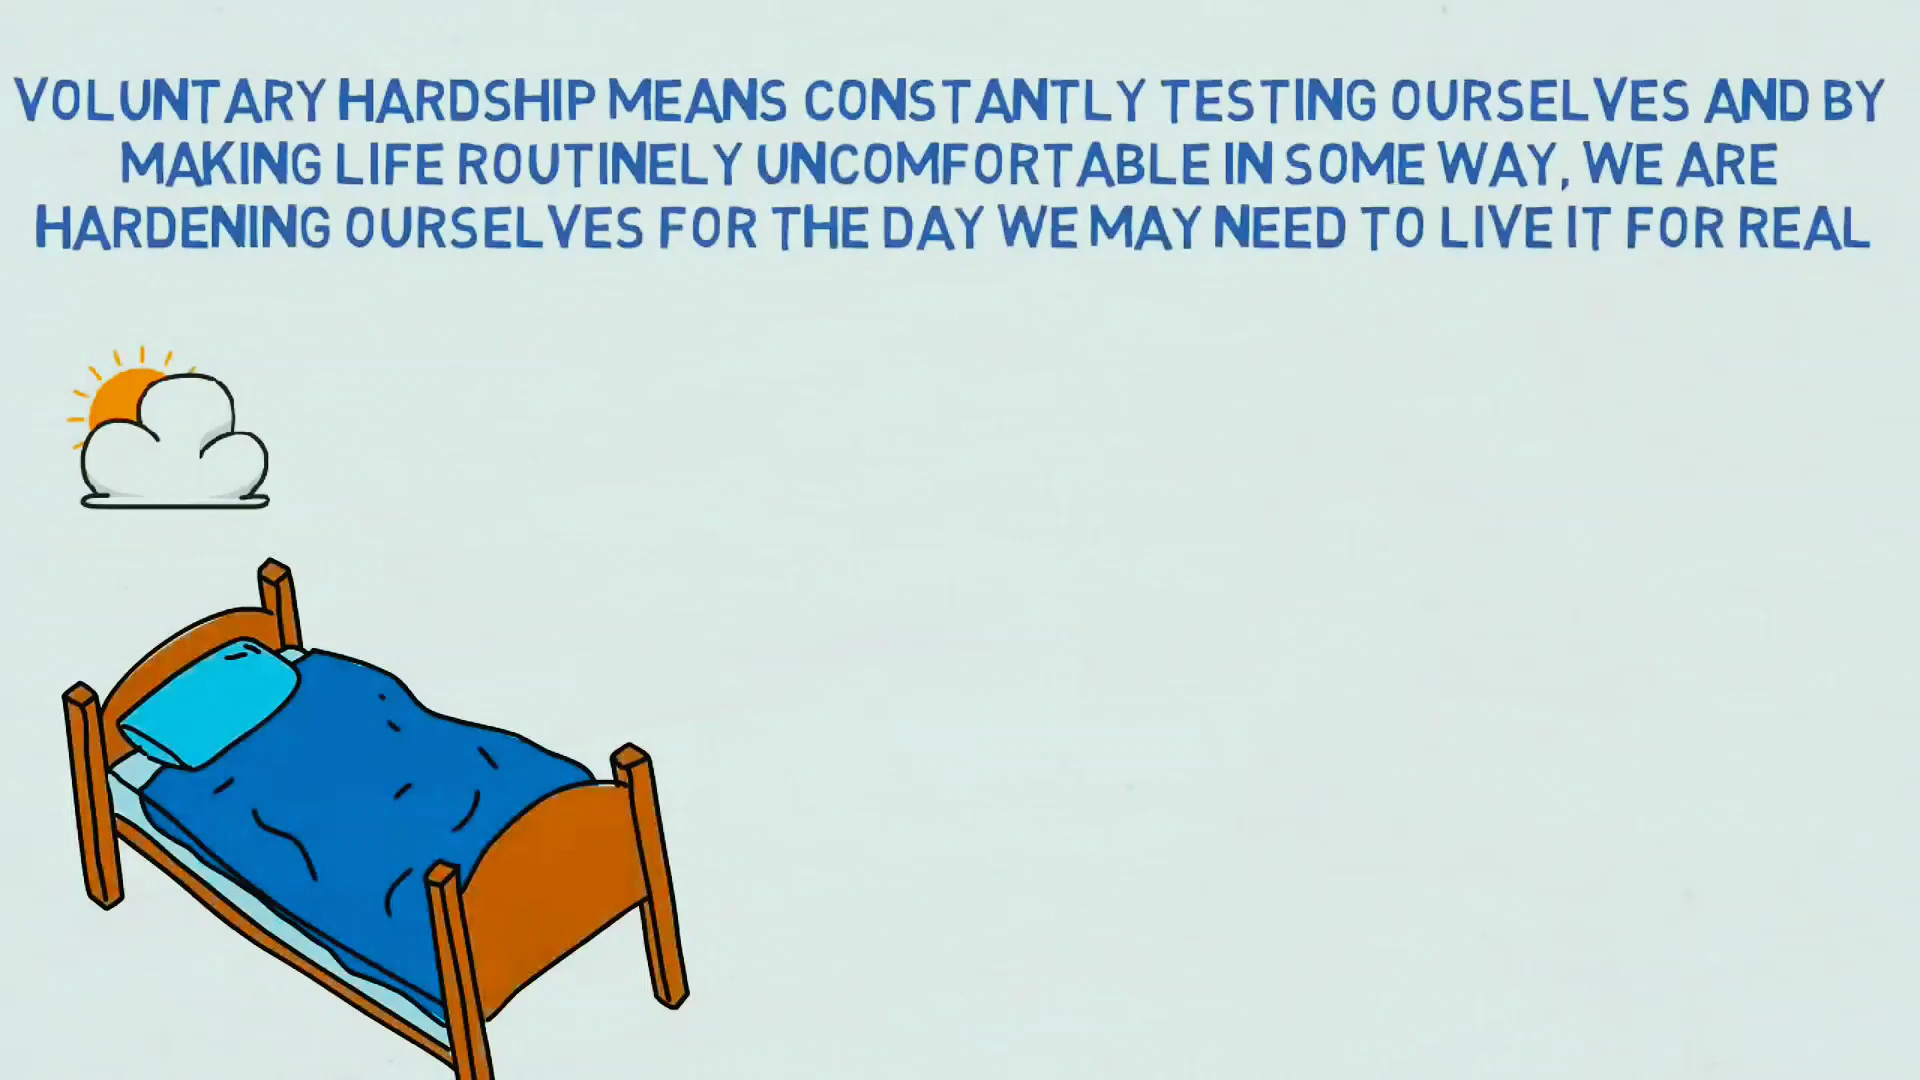 VOLUNTARY HARDSHIP MEANS CONSTANTLY TESTING OURSELVES AND BY
MAKING LIFE ROUTINELY UNCOMFORTABLE IN SOME WAY, WE ARE
HARDENING OURSELVES FOR THE DAY WE MAY NEED TO LIVE IT FOR REAL